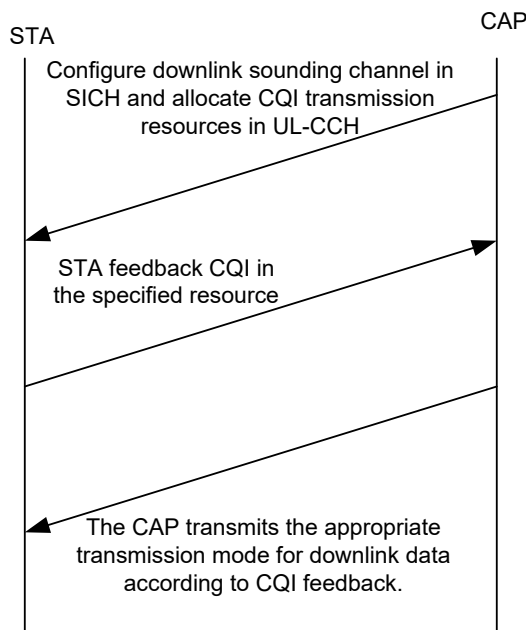 STA
CAP
Configure downlink sounding channel in
SICH and allocate CQI transmission
resources in UL-CCH
STA feedback CQI in
the specified resource
The CAP transmits the appropriate
transmission mode for downlink data
according to CQI feedback.